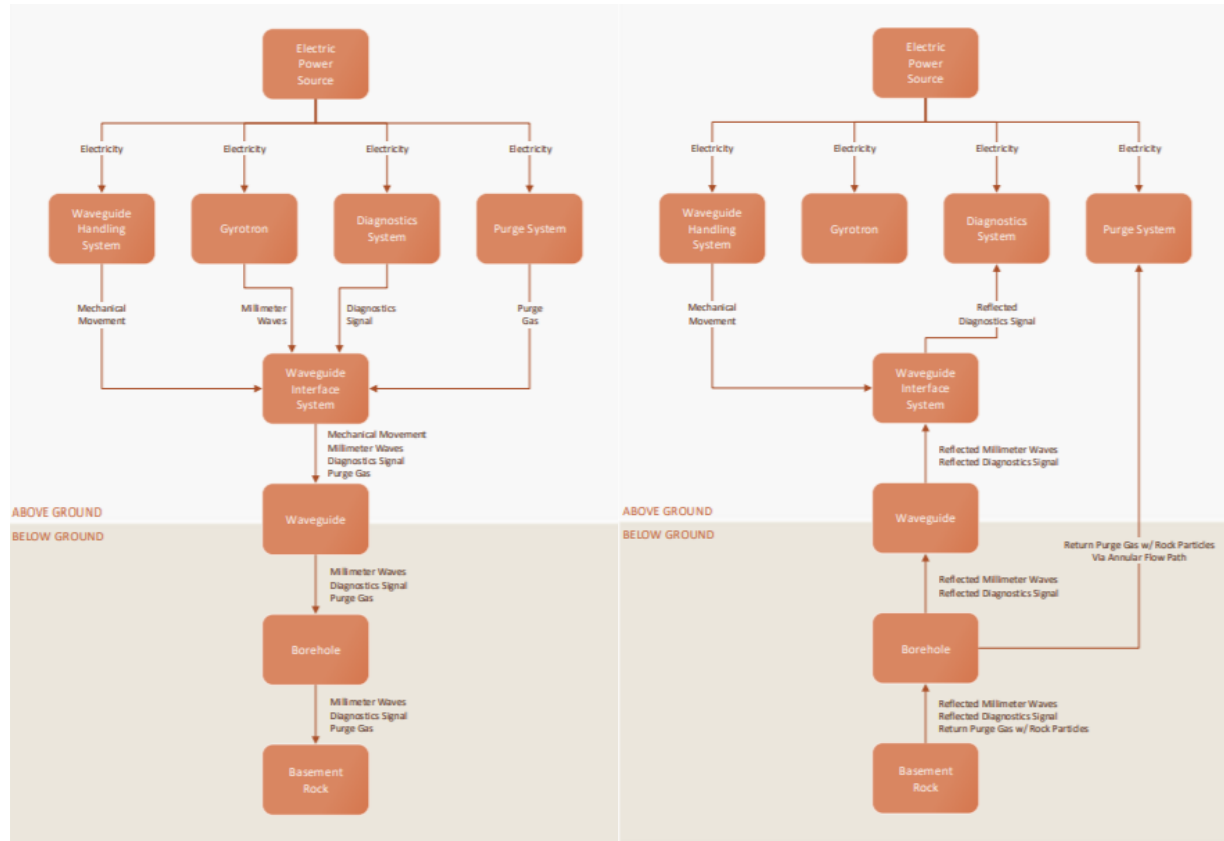 Electric
Power
Source
Electricity
Electricity
Electricity
Electricity
Waveguide
Handling
System
Gyrotron
Diagnostics
System
Purge System
Mechanical
Movement
Millimeter
Waves
Diagnostics
Signal
Purge
Gas
Waveguide
Interface
System
Mechanical Movement
Millimeter Waves
Diagnostics Signal
Purge Gas
Waveguide
ABOVE GROUND
BELOW GROUND
Millimeter Waves
Diagnostics Signal
Purge Gas
Borehole
Millimeter Waves
Diagnostics Signal
Purge Gas
Basement
Rock
Electric
Power
Source
Electricity
Electricity
Electricity
Electricity
Waveguide
Handling
System
Gyrotron
Diagnostics
System
Purge System
Mechanical
Movement
Reflected
Diagnostics Signal
Waveguide
Interface
System
Reflected Millimeter Waves
Reflected Diagnostics Signal
Waveguide
ABOVE GROUND
BELOW GROUND
Return Purge Gas w/ Rock Particles
Via Annular Flow Path
Reflected Millimeter Waves
Reflected Diagnostics Signal
Borehole
Reflected Millimeter Waves
Reflected Diagnostics Signal
Return Purge Gas w/ Rock Particles
Basement
Rock